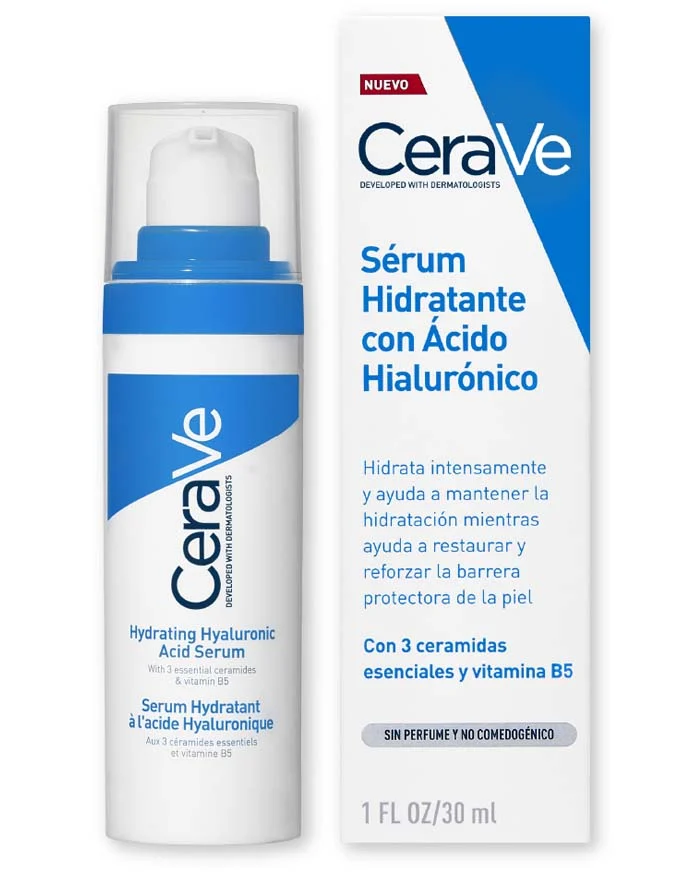 CeraVe
DEVELOPED WITH DERMATOLOGISTS
Hydrating Hyaluronic
Acid Serum
With 3 essential ceramides
& vitamin B5
Serum Hydratant
à l'acide Hyaluronique
Aux 3 céramides essentiels
et vitamine B5
NUEVO
CeraVe
DEVELOPED WITH DERMATOLOGISTS
Sérum
Hidratante
con Ácido
Hialurónico
Hidrata intensamente
y ayuda a mantener la
hidratación mientras
ayuda a restaurar y
reforzar la barrera
protectora de la piel
Con 3 ceramidas
esenciales y vitamina B5
SIN PERFUME Y NO COMEDOGÉNICO
1 FL OZ/30 ml